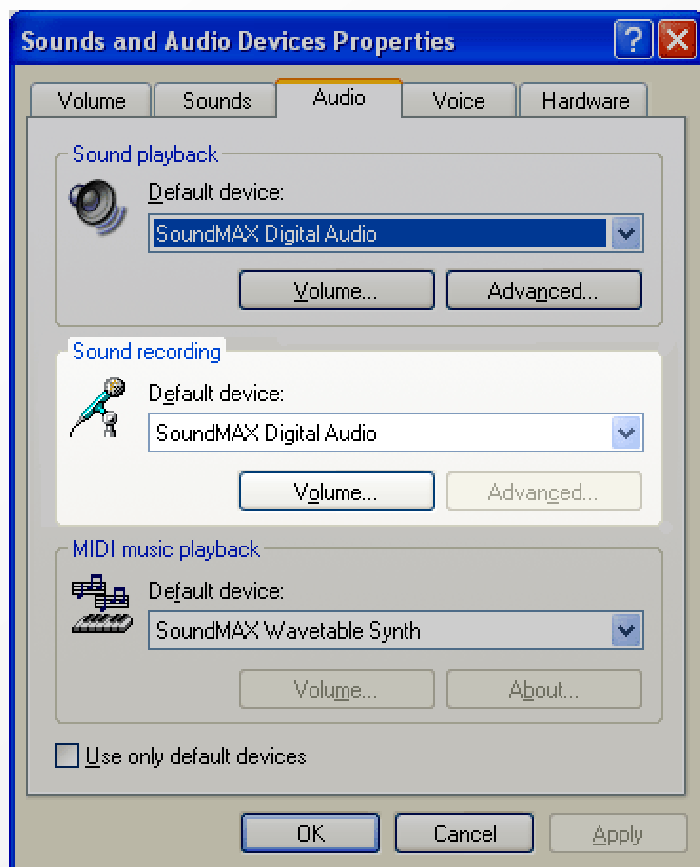 Sounds and Audio Devices Properties
Volume Sounds Audio Voice Hardware
Sound playback
Default device:
SoundMAX Digital Audio
Volume... Advanced...
Sound recording
Default device:
SoundMAX Digital Audio
Volume... Advanced...
MIDI music playback
Default device:
SoundMAX Wavetable Synth
Volume... About...
Use only default devices
OK Cancel Apply